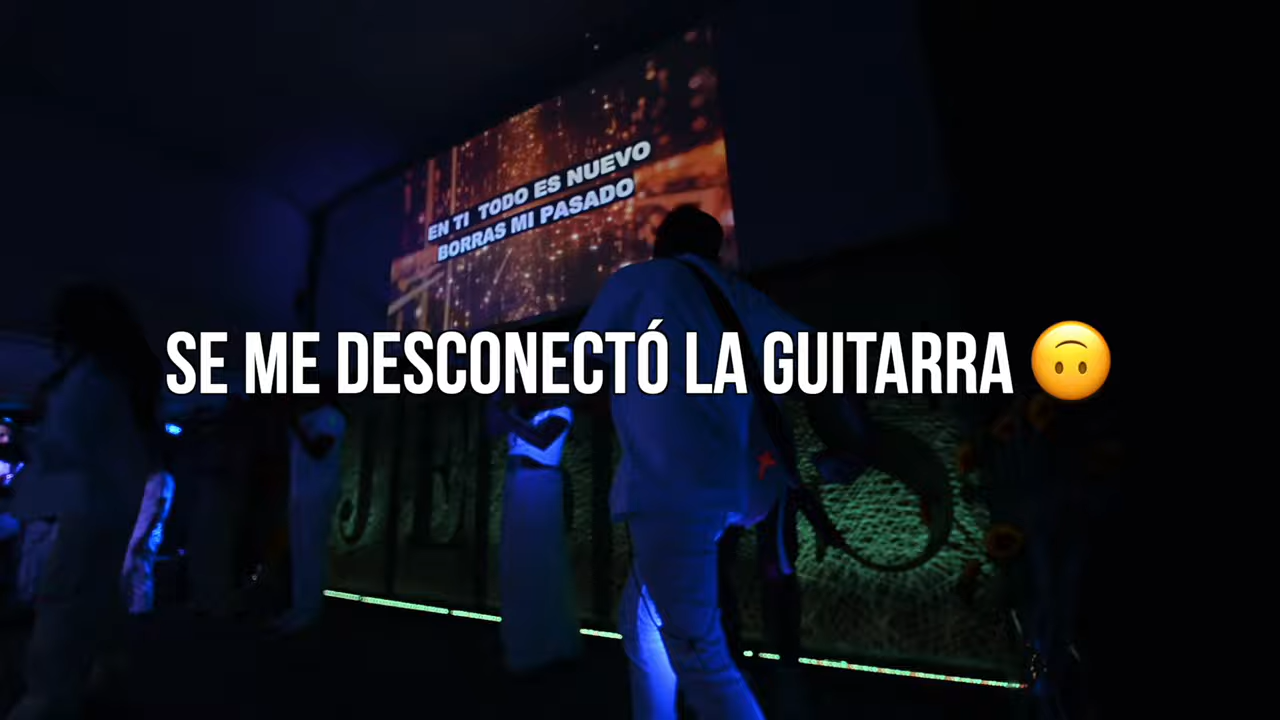 EN TI TODO ES NUEVO
BORRAS MI PASADO
SE ME DESCONECTÓ LA GUITARRA 🙃